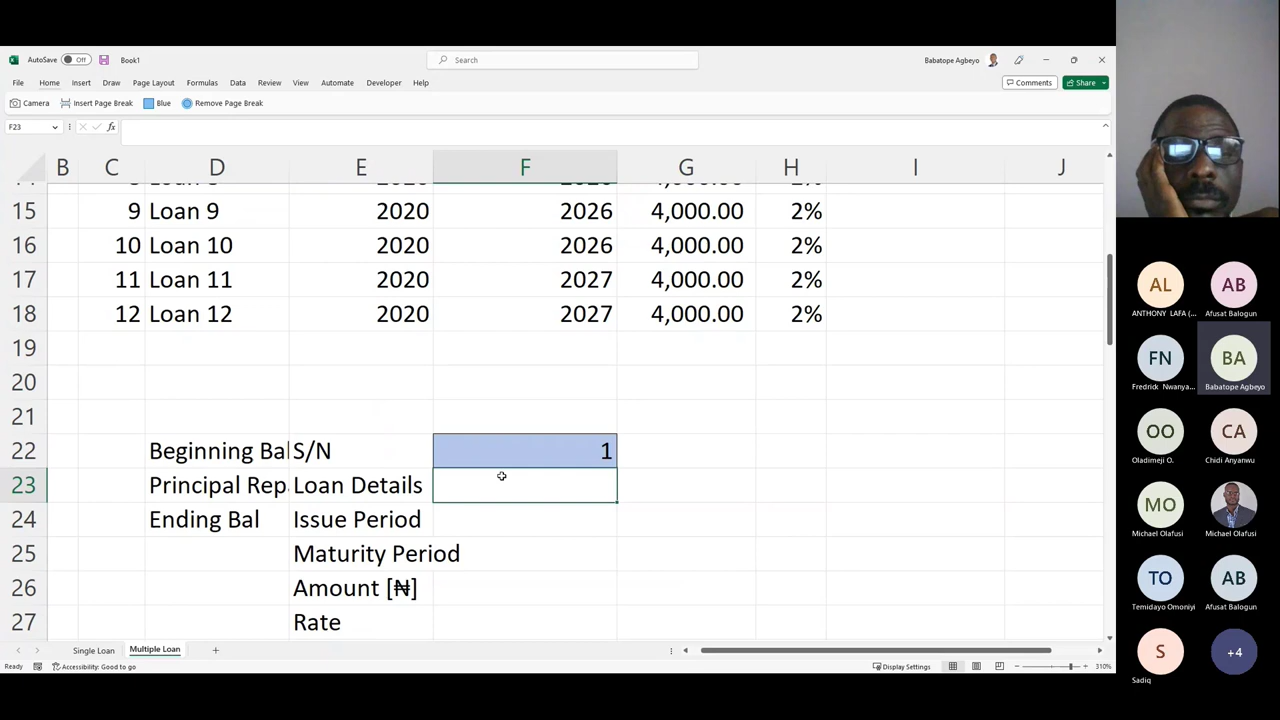 AutoSave Off Book1 Search Babatope Agbeyo
File Home Insert Draw Page Layout Formulas Data Review View Automate Developer Help Comments Share
Camera Insert Page Break Blue Remove Page Break
F23 fx
B C D E F G H I J
15 9 Loan 9 2020 2026 4,000.00 2%
16 10 Loan 10 2020 2026 4,000.00 2%
17 11 Loan 11 2020 2027 4,000.00 2%
18 12 Loan 12 2020 2027 4,000.00 2%
19
20
21
22 Beginning Bal S/N 1
23 Principal Rep Loan Details
24 Ending Bal Issue Period
25 Maturity Period
26 Amount [₦]
27 Rate
Single Loan Multiple Loan
Ready Accessibility: Good to go Display Settings 310%
AL AB
ANTHONY LAFA (... Afusat Balogun
FN BA
Fredrick Nwanya... Babatope Agbeyo
OO CA
Oladimeji O. Chidi Anyanwu
MO
Michael Olafusi Michael Olafusi
TO AB
Temidayo Omoniyi Afusat Balogun
S +4
Sadiq